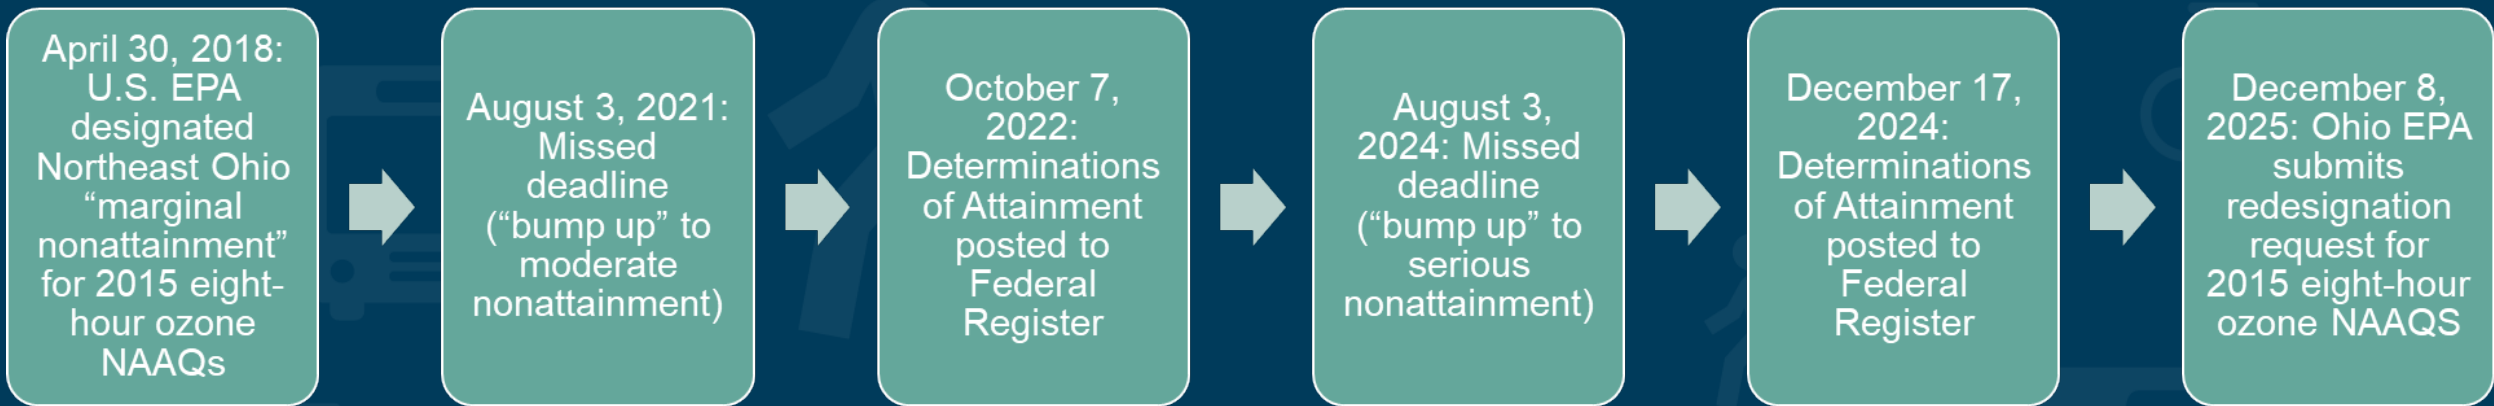 April 30, 2018:
U.S. EPA
designated
Northeast Ohio
“marginal
nonattainment”
for 2015 eight-
hour ozone
NAAQs
August 3, 2021:
Missed
deadline
(“bump up” to
moderate
nonattainment)
October 7,
2022:
Determinations
of Attainment
posted to
Federal
Register
August 3,
2024: Missed
deadline
(“bump up” to
serious
nonattainment)
December 17,
2024:
Determinations
of Attainment
posted to
Federal
Register
December 8,
2025: Ohio EPA
submits
redesignation
request for
2015 eight-hour
ozone NAAQS